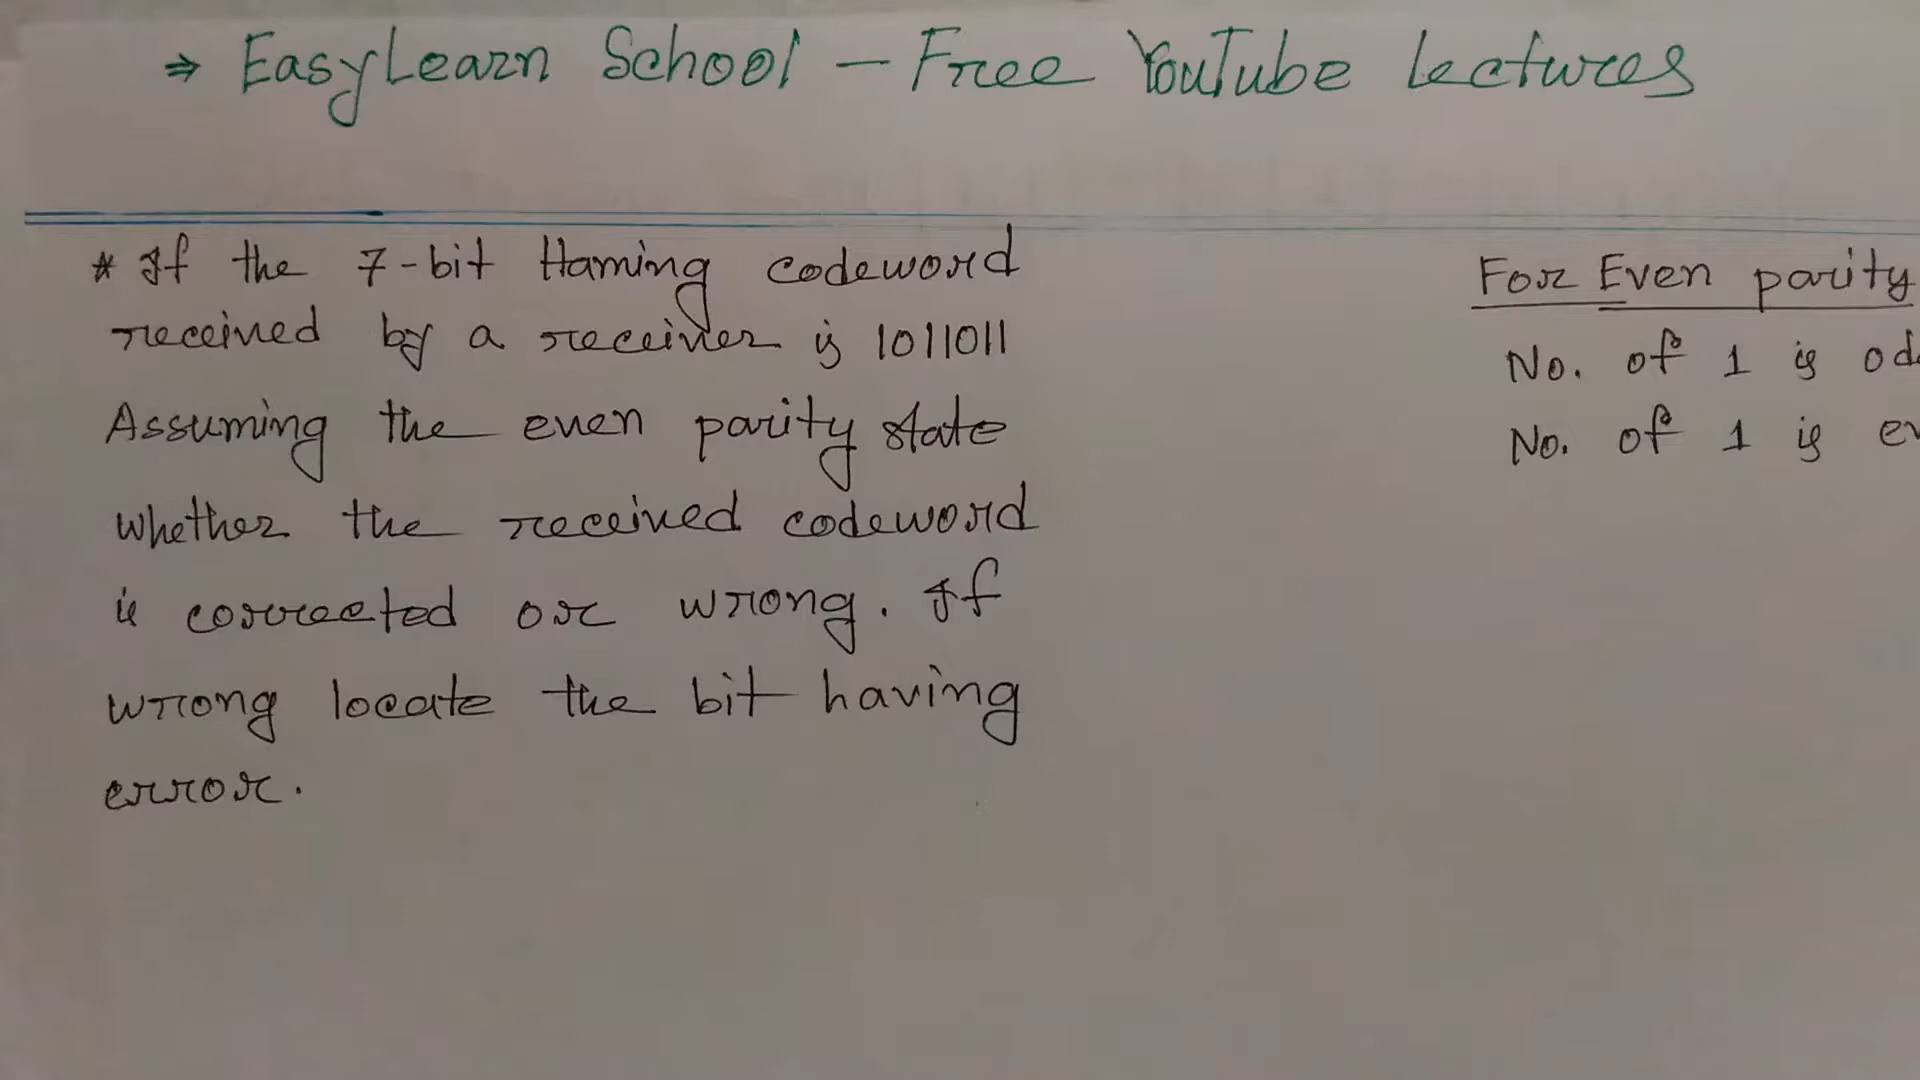 ⇒ EasyLearn School – Free YouTube Lectures
* If the 7-bit Haming codeword
received by a receiver is 1011011
Assuming the even parity state
whether the received codeword
is corrected or wrong. If
wrong locate the bit having
error.
For Even parity
No. of 1 is od
No. of 1 is ev